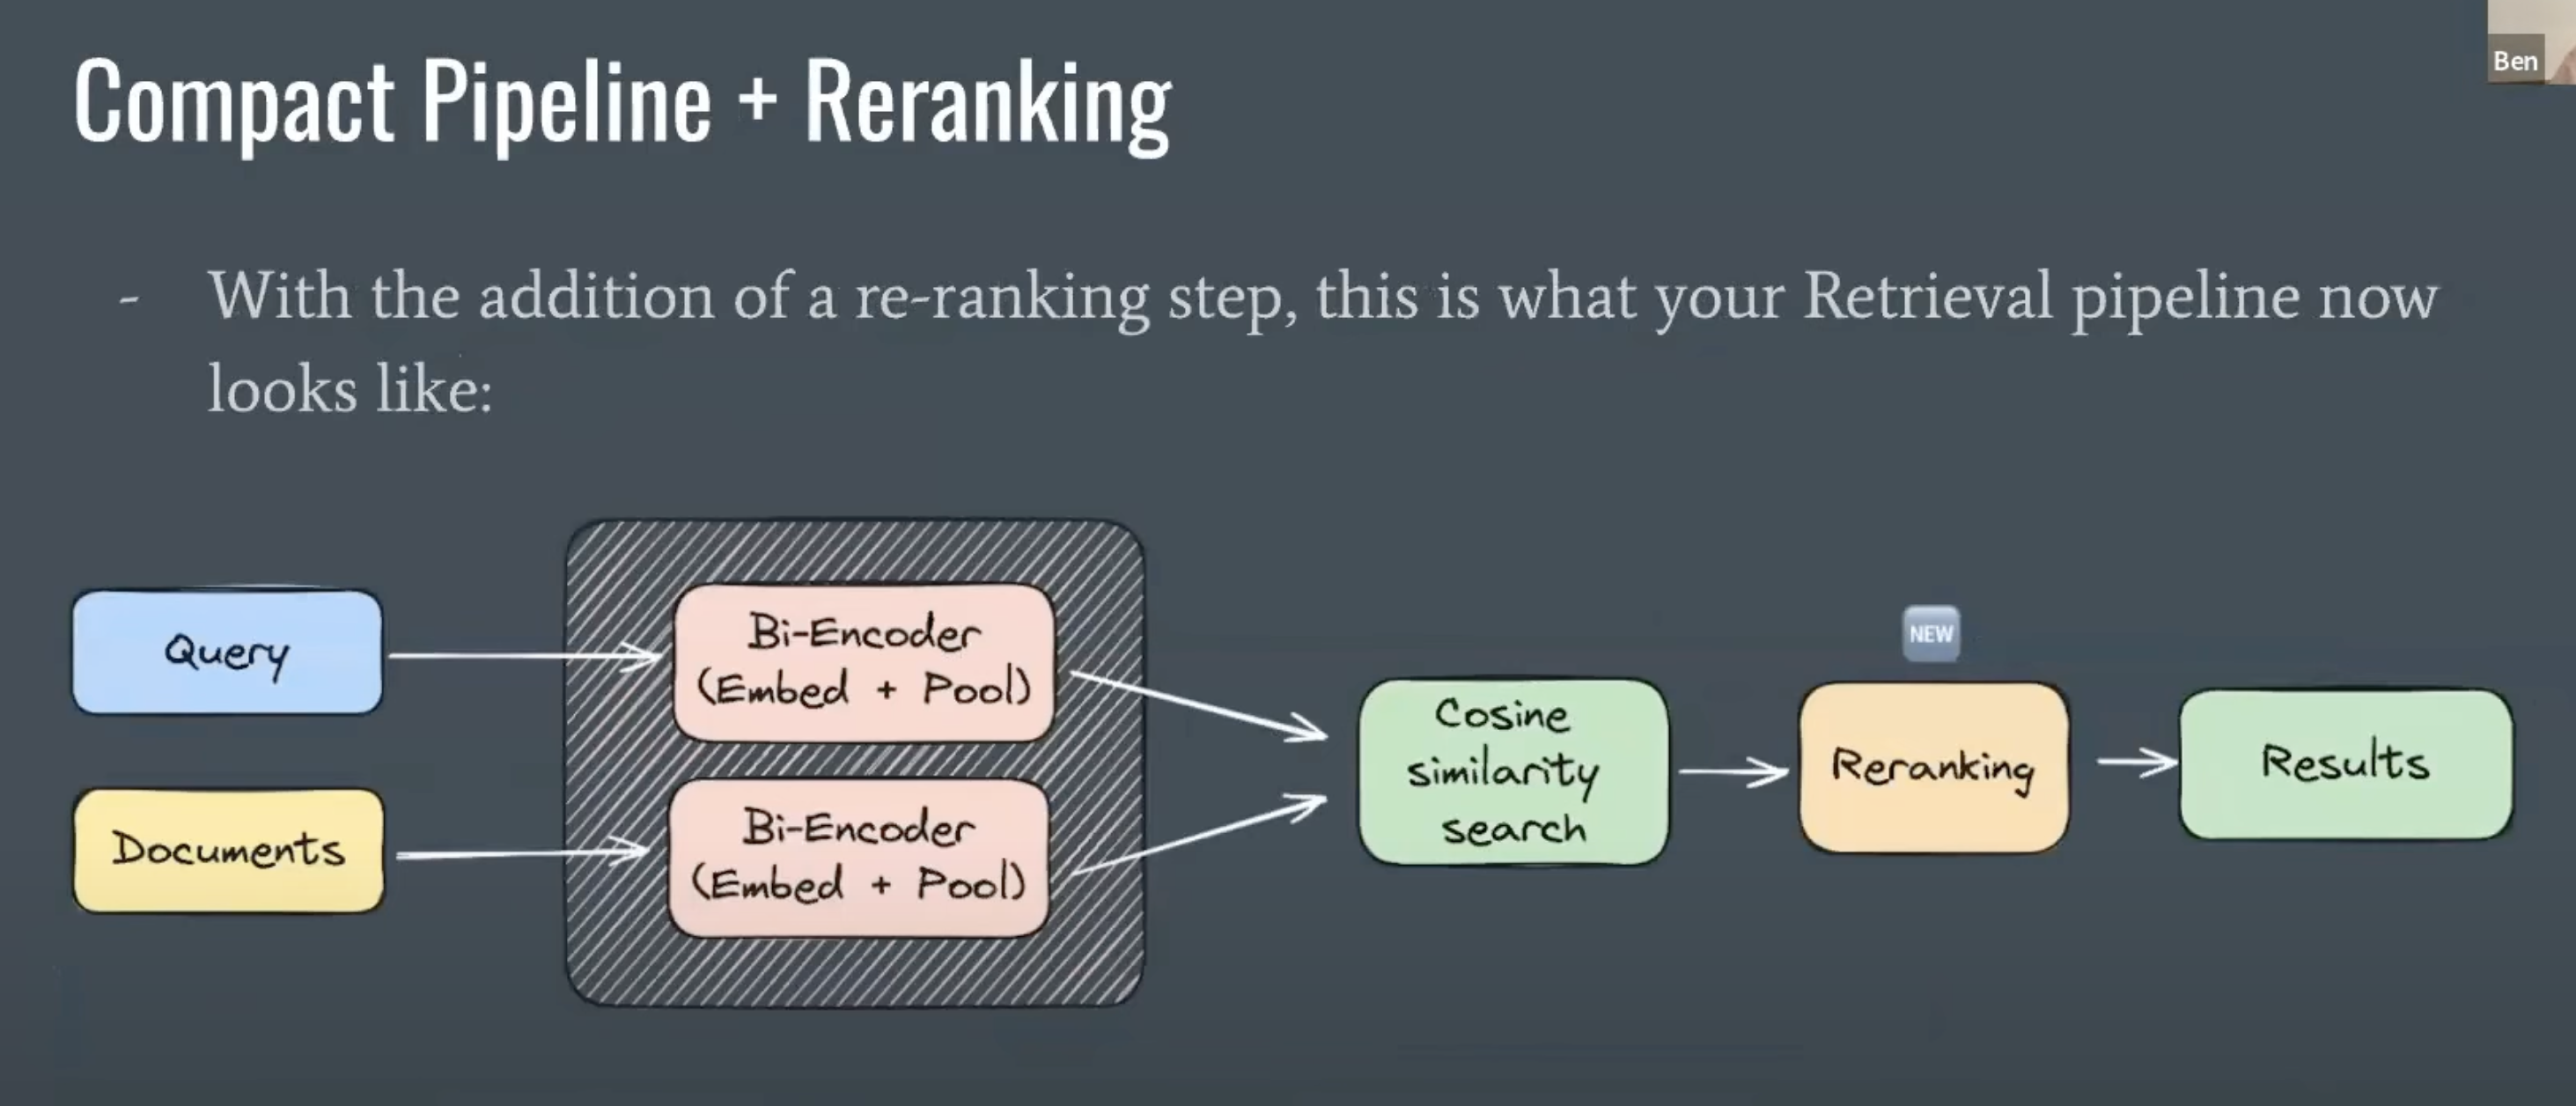 Ben
Compact Pipeline + Reranking
- With the addition of a re-ranking step, this is what your Retrieval pipeline now
looks like:
Query
Documents
Bi-Encoder
(Embed + Pool)
Bi-Encoder
(Embed + Pool)
Cosine
similarity
search
NEW
Reranking
Results